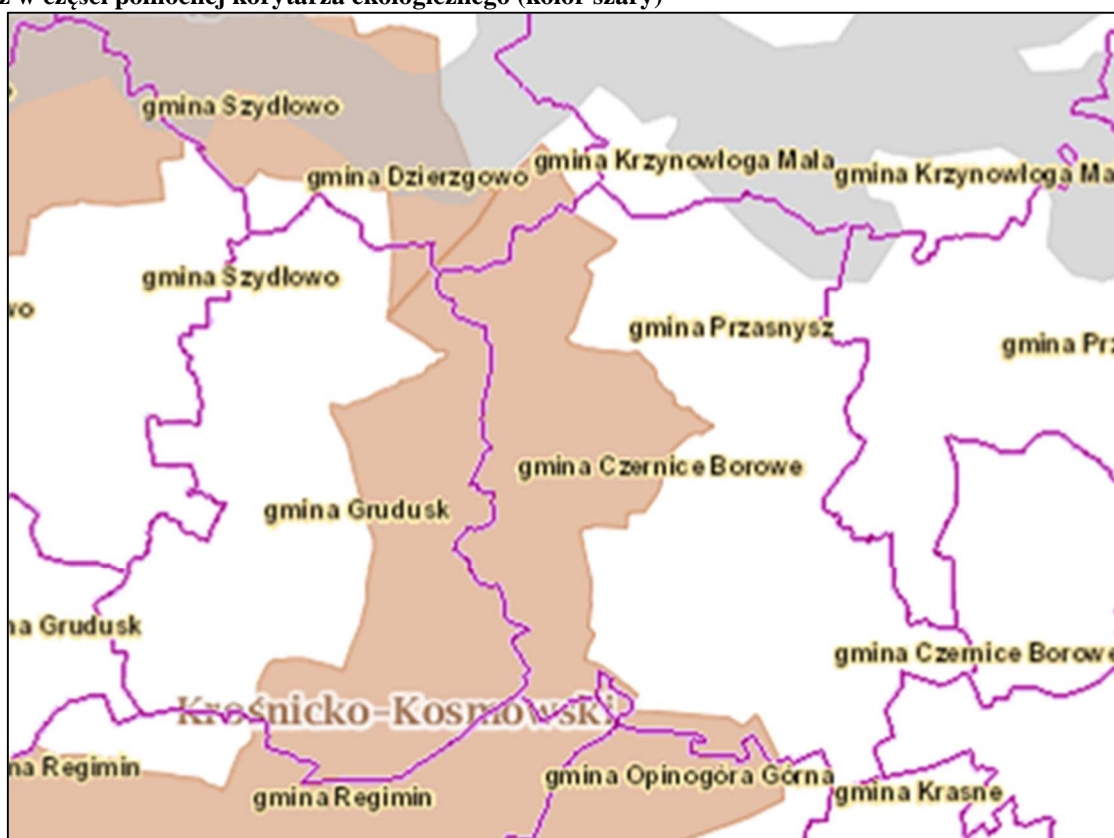 z w części północnej korytarza ekologicznego (kolor szary)
gmina Szydłowo
gmina Dzierzgowo
gmina Krzynowłoga Mała
gmina Krzynowłoga Ma
gmina Szydłowo
wo
gmina Przasnysz
gmina Prz
gmina Czernice Borowe
gmina Grudusk
na Grudusk
gmina Czernice Borowe
Krośnicko-Kosmowski
na Regimin
gmina Regimin
gmina Opinogóra Górna
gmina Krasne